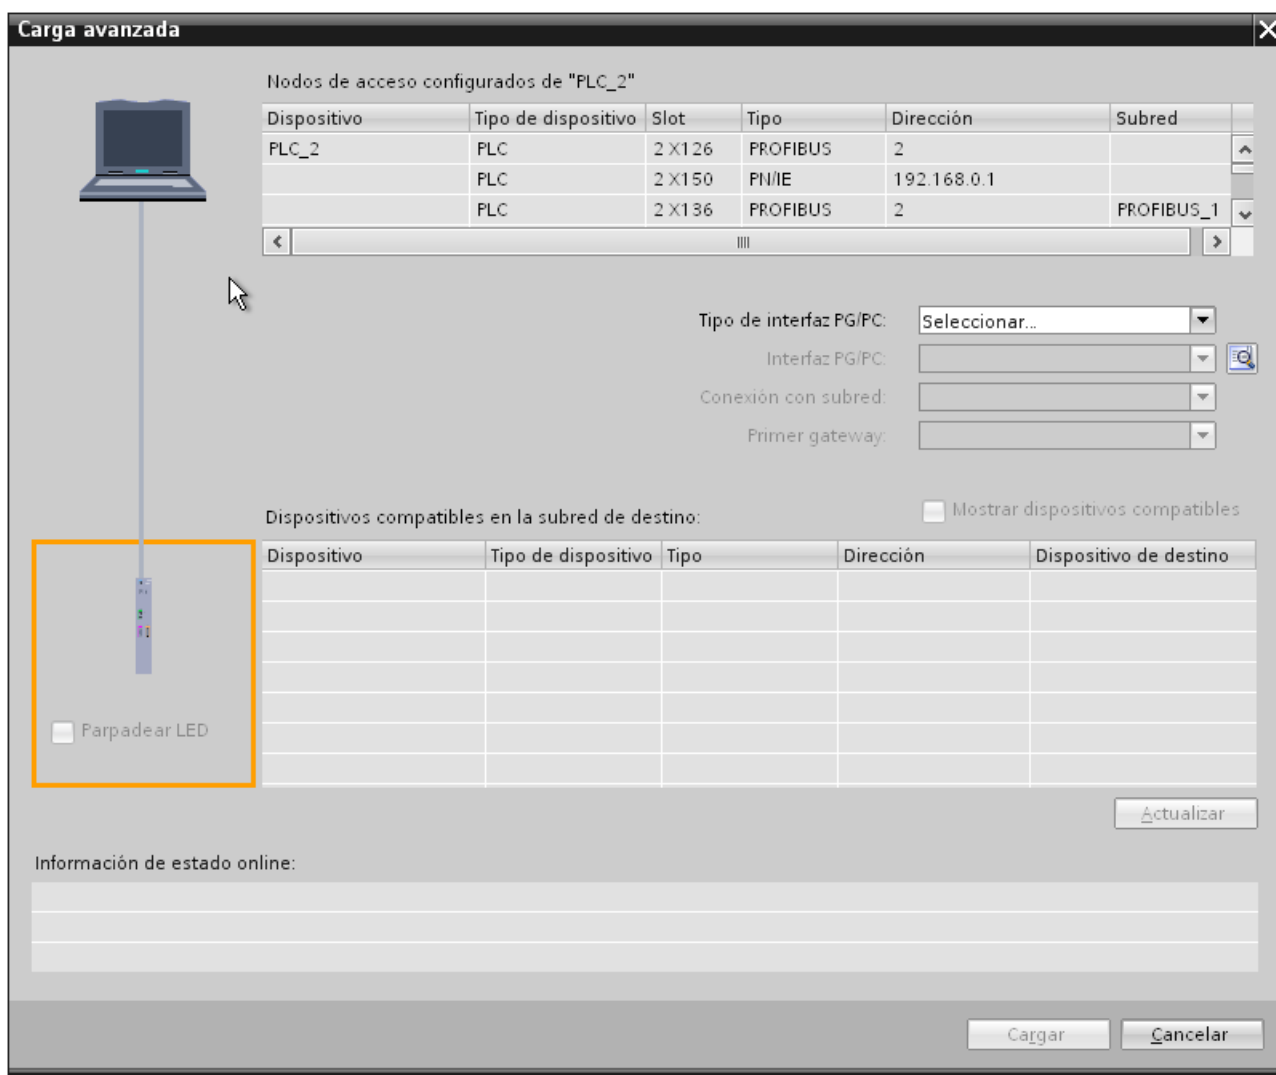 Carga avanzada
Nodos de acceso configurados de "PLC_2"
Dispositivo Tipo de dispositivo Slot Tipo Dirección Subred
PLC_2 PLC 2 X126 PROFIBUS 2
PLC 2 X150 PN/IE 192.168.0.1
PLC 2 X136 PROFIBUS 2 PROFIBUS_1
Tipo de interfaz PG/PC: Seleccionar...
Interfaz PG/PC:
Conexión con subred:
Primer gateway:
Dispositivos compatibles en la subred de destino: Mostrar dispositivos compatibles
Dispositivo Tipo de dispositivo Tipo Dirección Dispositivo de destino
Parpadear LED
Actualizar
Información de estado online:
Cargar Cancelar